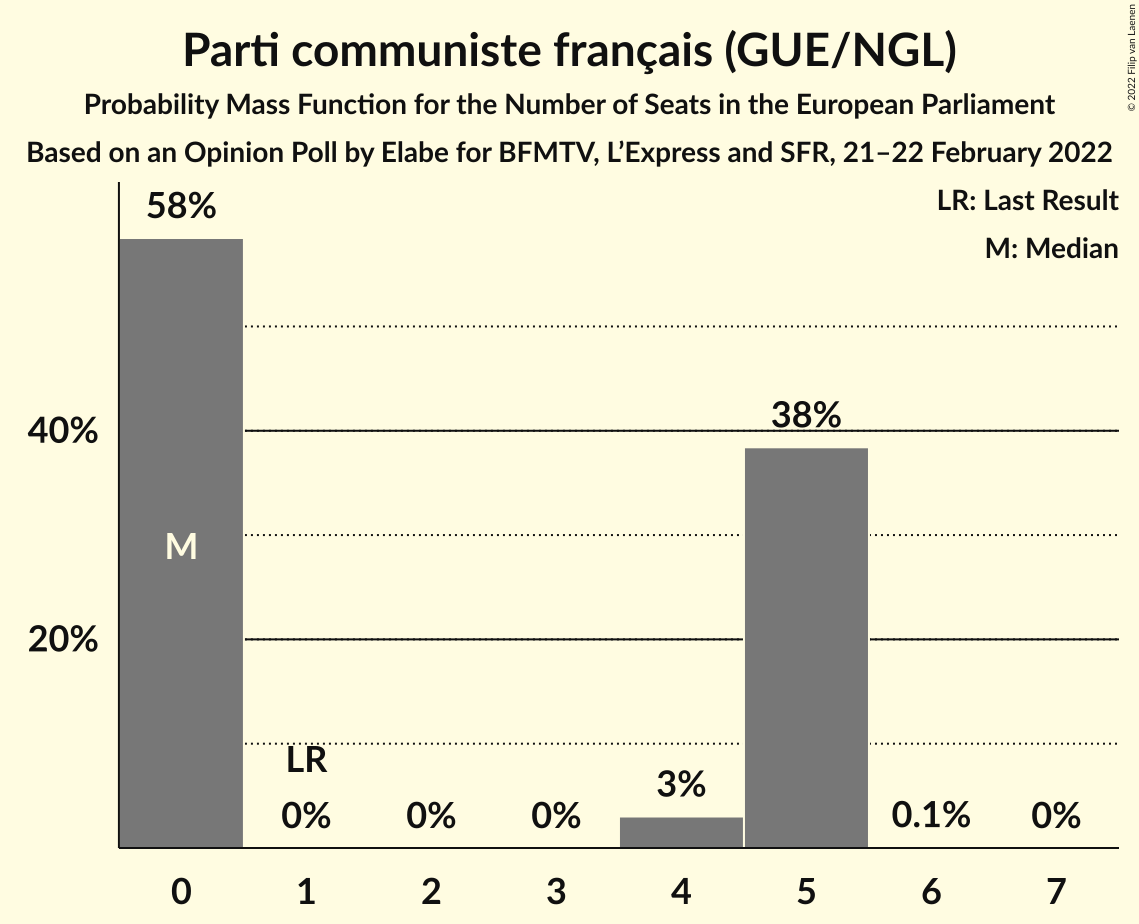 Parti communiste français (GUE/NGL)
Probability Mass Function for the Number of Seats in the European Parliament
Based on an Opinion Poll by Elabe for BFMTV, L’Express and SFR, 21–22 February 2022
© 2022 Filip van Laenen
LR: Last Result
M: Median
58%
38%
40%
M
20%
LR
3%
0%
0%
0%
0.1%
0%
0 1 2 3 4 5 6 7